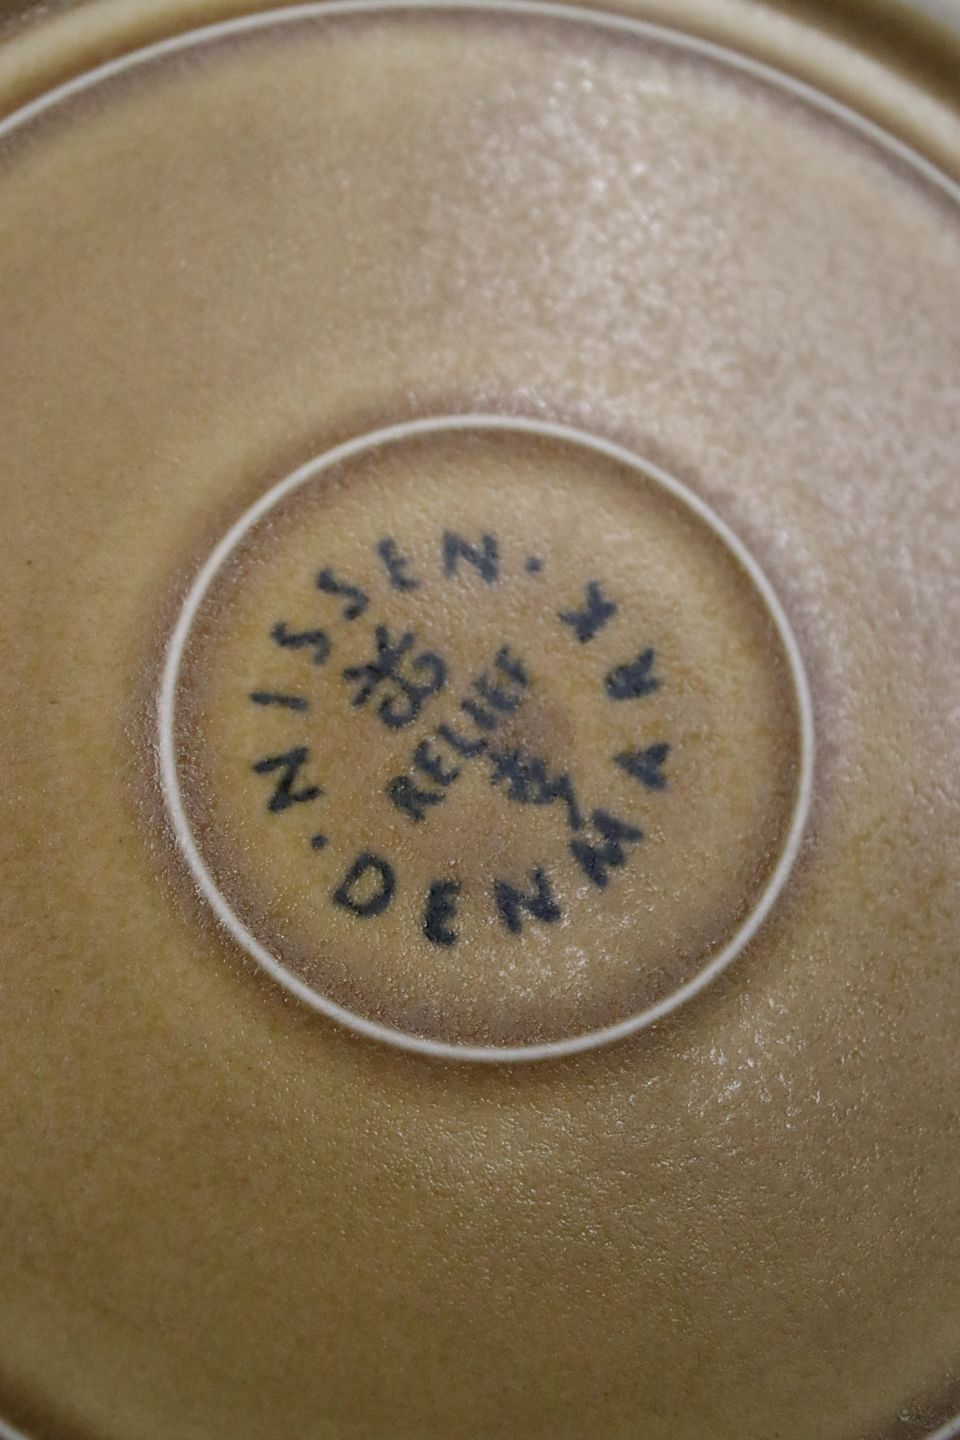 NISSEN · DENMARK ·
RELIEF